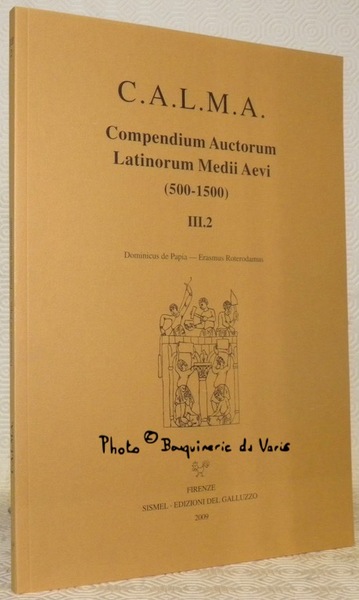 C.A.L.M.A.
Compendium Auctorum
Latinorum Medii Aevi
(500-1500)
III.2
Dominicus de Papia — Erasmus Roterodamus
Photo © Bouquinerie du Varis
FIRENZE
SISMEL · EDIZIONI DEL GALLUZZO
2009